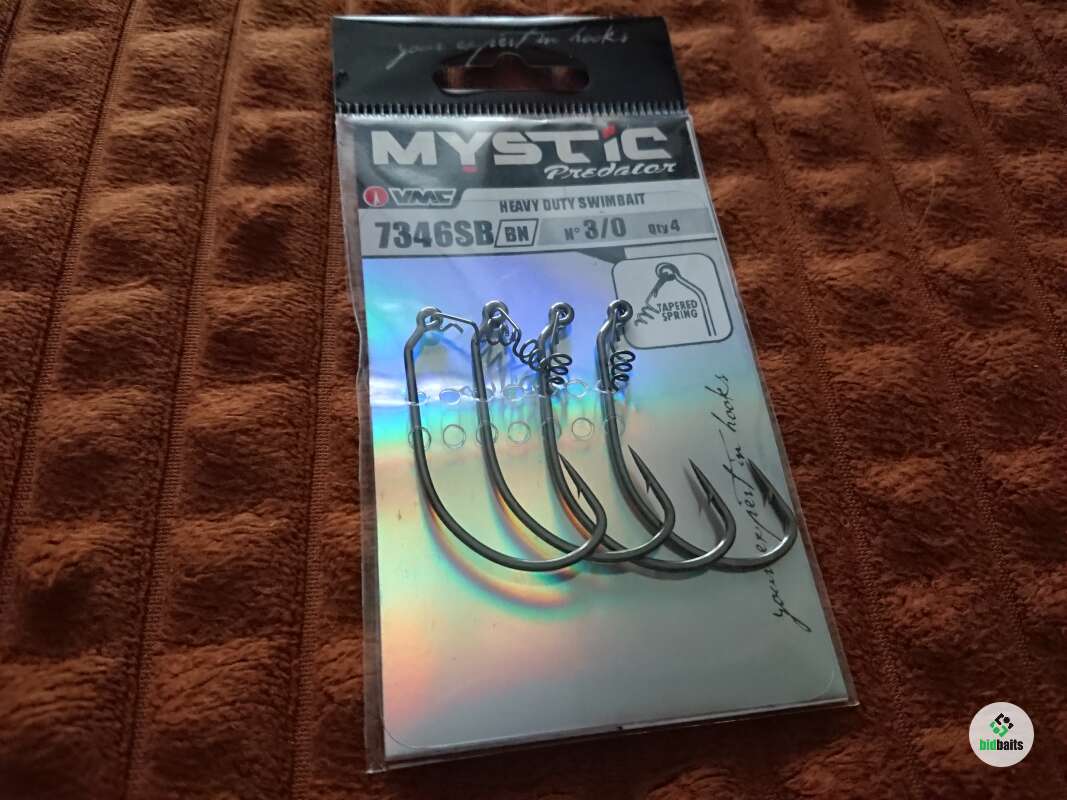 your expert in hooks
MYSTIC
Predator
VMC
HEAVY DUTY SWIMBAIT
7346SB BN N° 3/0 Qty 4
TAPERED
SPRING
your expert in hooks
bidbaits